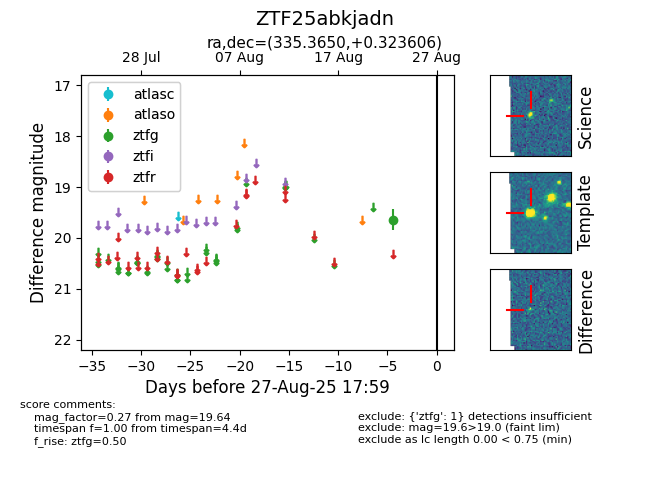 ZTF25abkjadn
ra,dec=(335.3650,+0.323606)
28 Jul
07 Aug
17 Aug
27 Aug
17
18
19
20
21
22
Difference magnitude
atlasc
atlaso
ztfg
ztfi
ztfr
−35
−30
−25
−20
−15
−10
−5
0
Days before 27-Aug-25 17:59
Science
Template
Difference
score comments:
mag_factor=0.27 from mag=19.64
timespan f=1.00 from timespan=4.4d
f_rise: ztfg=0.50
exclude: {'ztfg': 1} detections insufficient
exclude: mag=19.6>19.0 (faint lim)
exclude as lc length 0.00 < 0.75 (min)